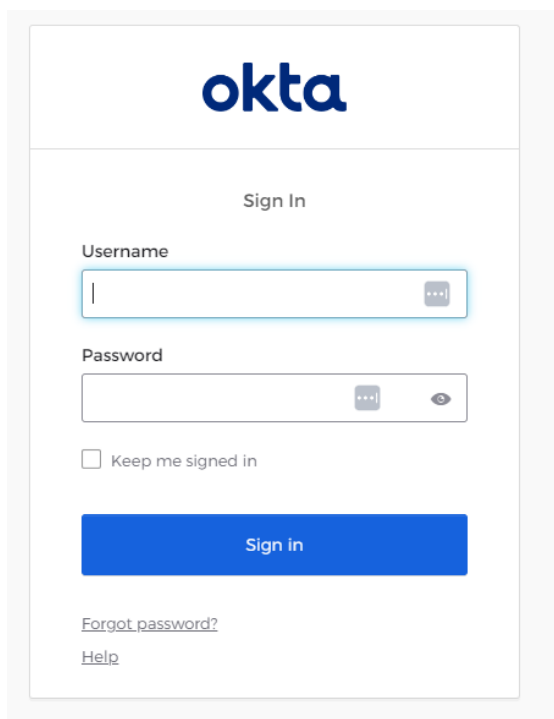 okta
Sign In
Username
Password
Keep me signed in
Sign in
Forgot password?
Help